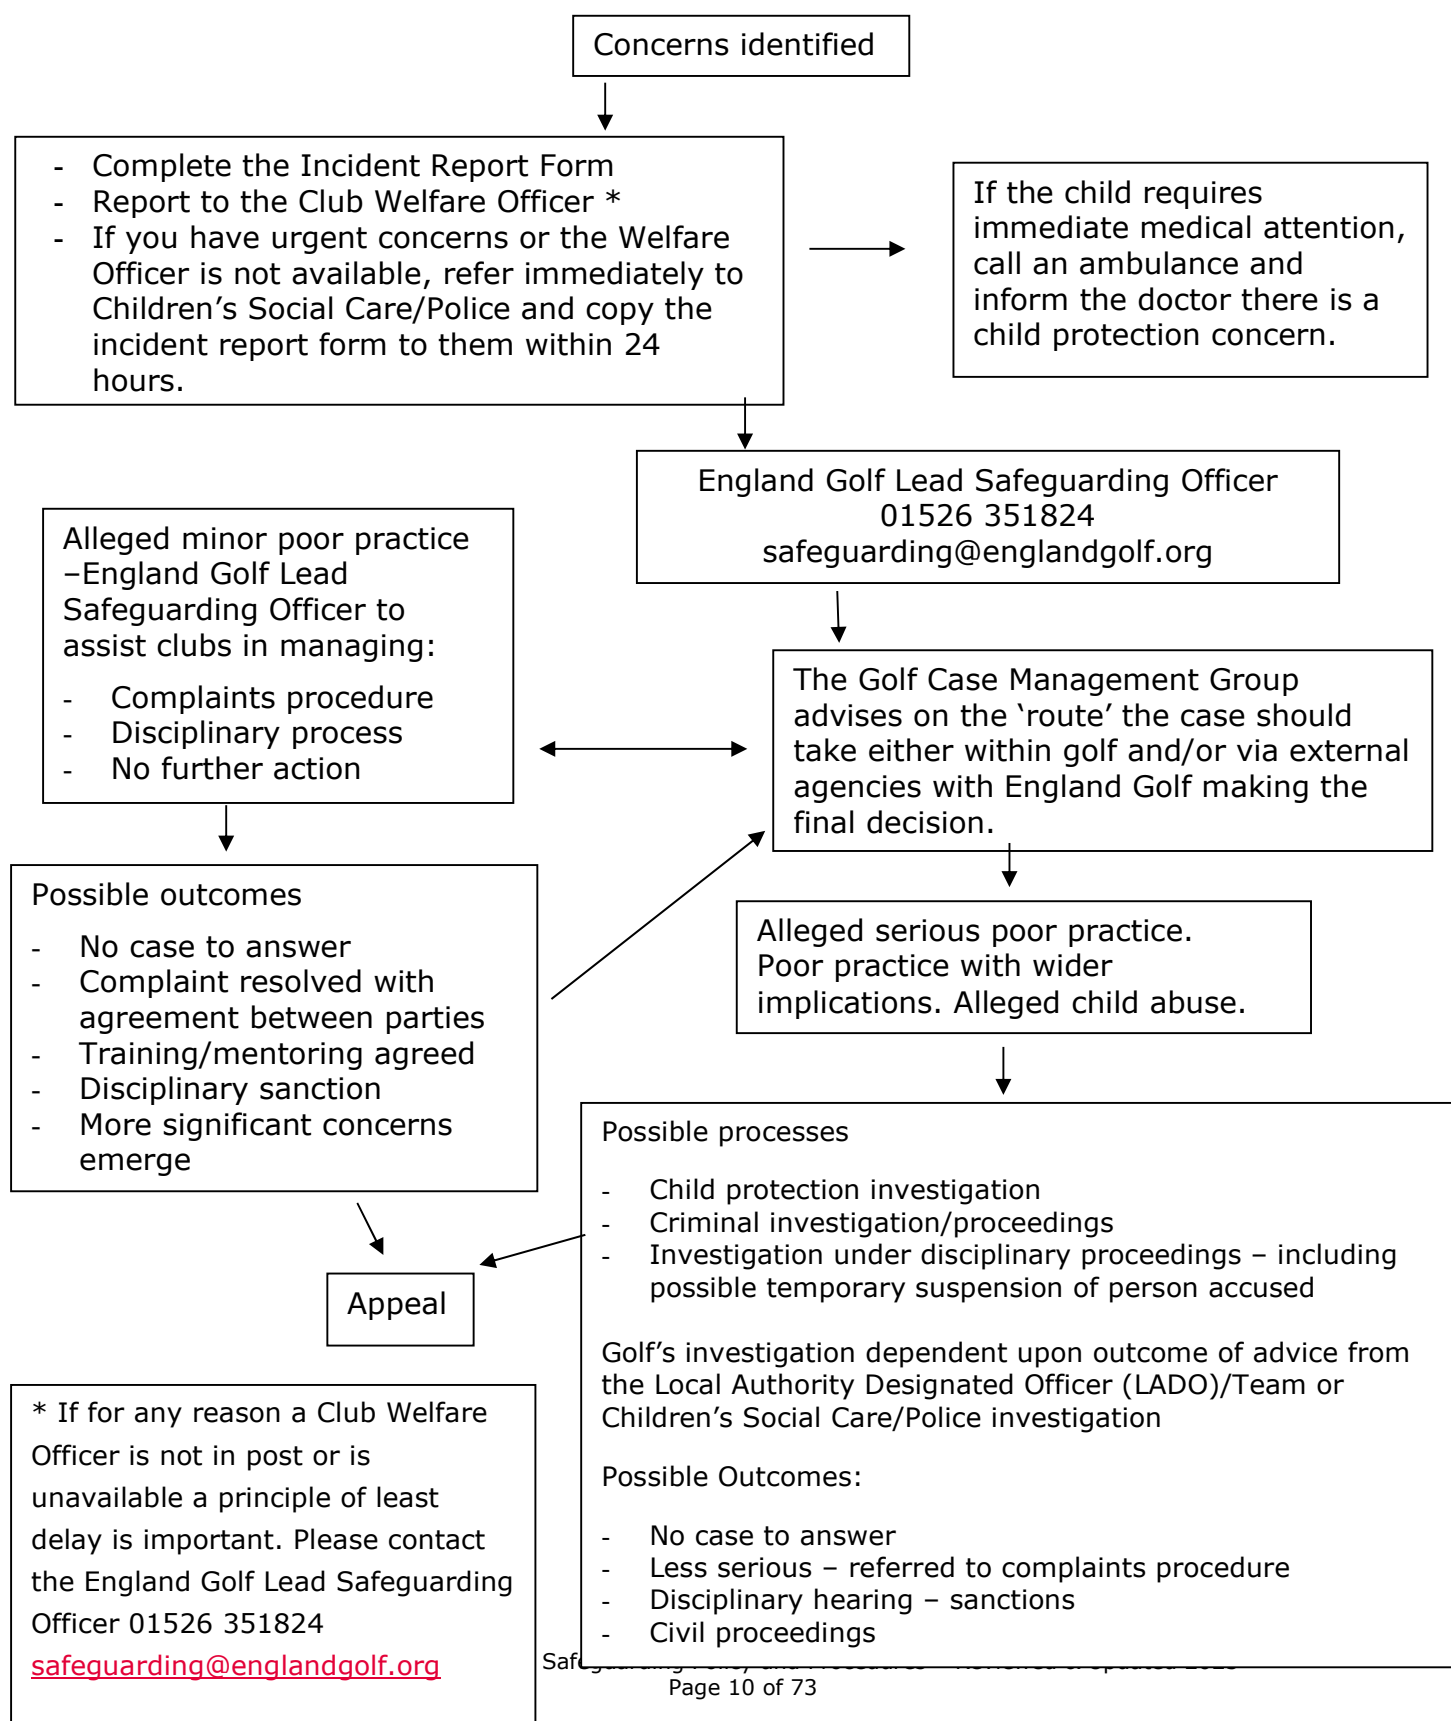 Concerns identified
- Complete the Incident Report Form
- Report to the Club Welfare Officer *
- If you have urgent concerns or the Welfare
Officer is not available, refer immediately to
Children’s Social Care/Police and copy the
incident report form to them within 24
hours.
If the child requires
immediate medical attention,
call an ambulance and
inform the doctor there is a
child protection concern.
England Golf Lead Safeguarding Officer
01526 351824
safeguarding@englandgolf.org
Alleged minor poor practice
–England Golf Lead
Safeguarding Officer to
assist clubs in managing:
- Complaints procedure
- Disciplinary process
- No further action
The Golf Case Management Group
advises on the ‘route’ the case should
take either within golf and/or via external
agencies with England Golf making the
final decision.
Possible outcomes
- No case to answer
- Complaint resolved with
agreement between parties
- Training/mentoring agreed
- Disciplinary sanction
- More significant concerns
emerge
Alleged serious poor practice.
Poor practice with wider
implications. Alleged child abuse.
Possible processes
- Child protection investigation
- Criminal investigation/proceedings
- Investigation under disciplinary proceedings – including
possible temporary suspension of person accused
Golf’s investigation dependent upon outcome of advice from
the Local Authority Designated Officer (LADO)/Team or
Children’s Social Care/Police investigation
Possible Outcomes:
- No case to answer
- Less serious – referred to complaints procedure
- Disciplinary hearing – sanctions
- Civil proceedings
Appeal
* If for any reason a Club Welfare
Officer is not in post or is
unavailable a principle of least
delay is important. Please contact
the England Golf Lead Safeguarding
Officer 01526 351824
safeguarding@englandgolf.org
Page 10 of 73